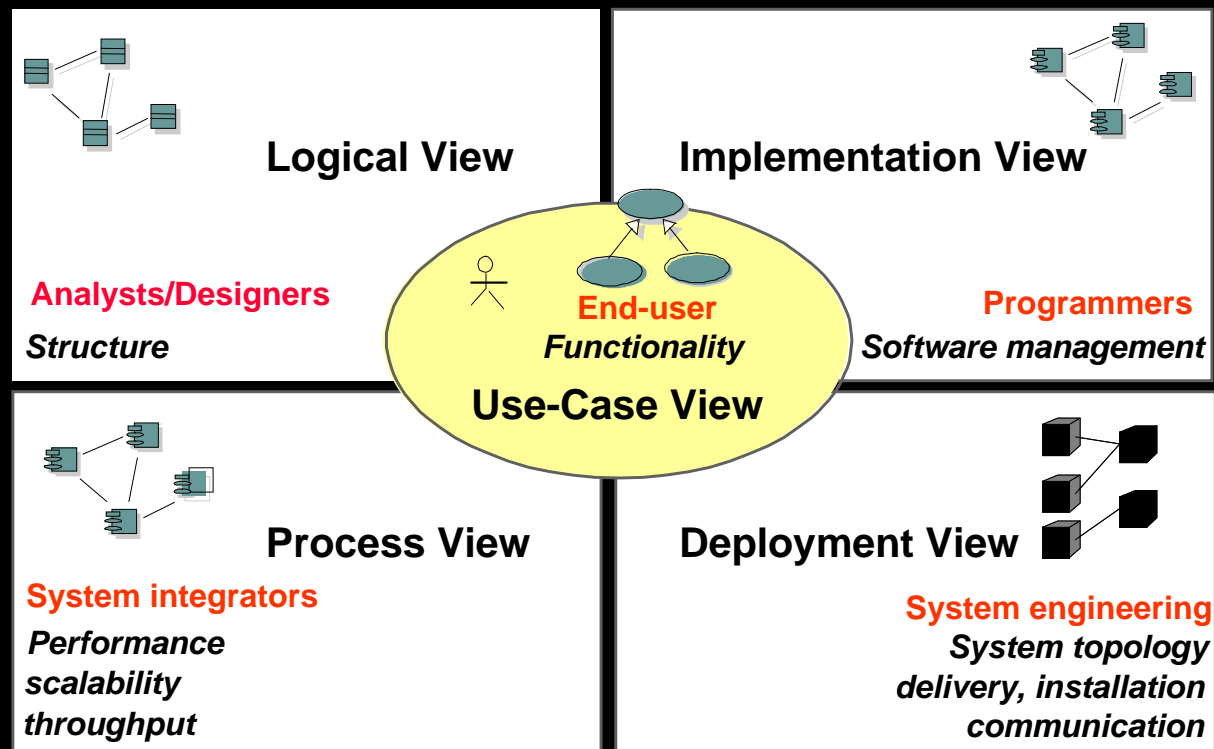 Logical View
Analysts/Designers
Structure
Implementation View
Programmers
Software management
End-user
Functionality
Use-Case View
Process View
System integrators
Performance
scalability
throughput
Deployment View
System engineering
System topology
delivery, installation
communication